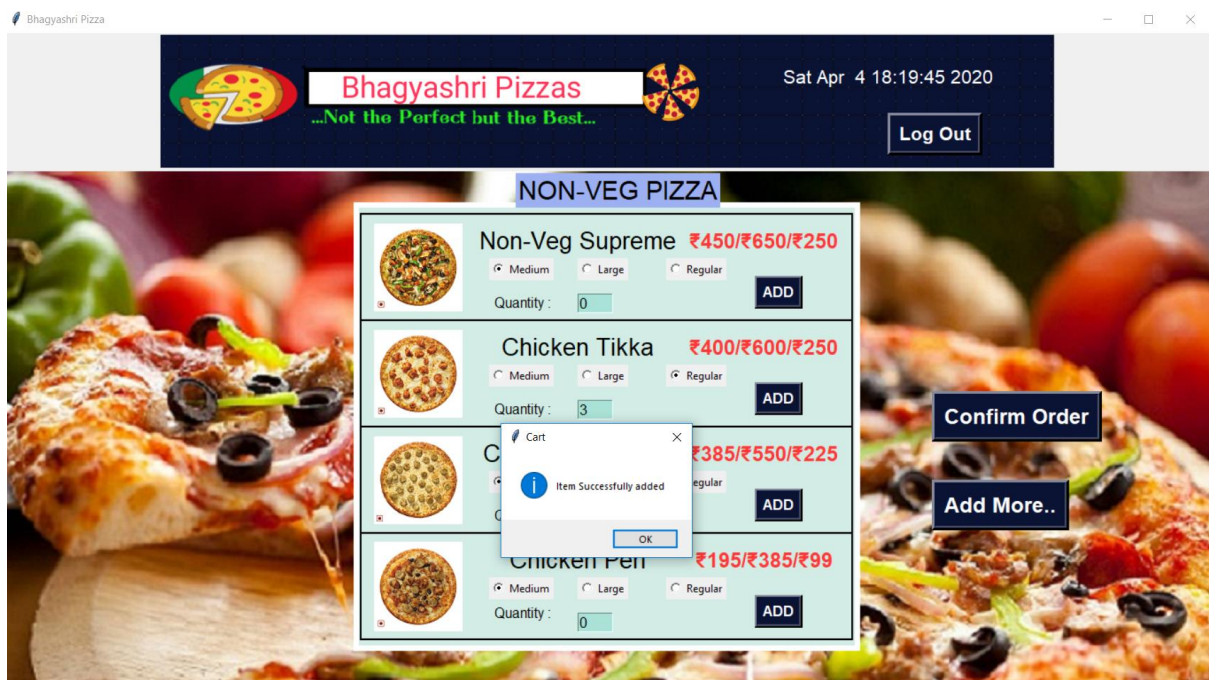 Bhagyashri Pizza
Bhagyashri Pizzas
...Not the Perfect but the Best...
Sat Apr 4 18:19:45 2020
Log Out
NON-VEG PIZZA
Non-Veg Supreme ₹450/₹650/₹250
Medium Large Regular
Quantity : 0
ADD
Chicken Tikka ₹400/₹600/₹250
Medium Large Regular
Quantity : 3
ADD
₹385/₹550/₹225
ADD
Cart
Item Successfully added
OK
Chicken Peri ₹195/₹385/₹99
Medium Large Regular
Quantity : 0
ADD
Confirm Order
Add More..